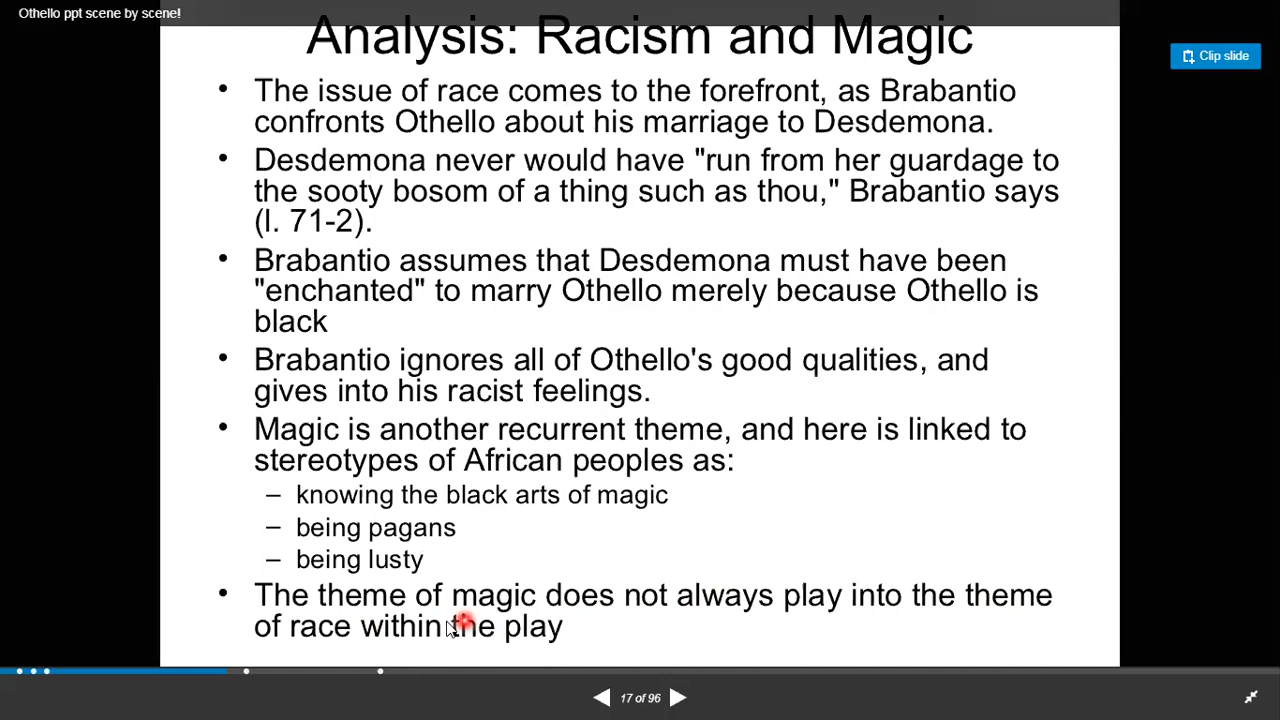 Othello ppt scene by scene!
Analysis: Racism and Magic
Clip slide
• The issue of race comes to the forefront, as Brabantio
confronts Othello about his marriage to Desdemona.
• Desdemona never would have "run from her guardage to
the sooty bosom of a thing such as thou," Brabantio says
(l. 71-2).
• Brabantio assumes that Desdemona must have been
"enchanted" to marry Othello merely because Othello is
black
• Brabantio ignores all of Othello's good qualities, and
gives into his racist feelings.
• Magic is another recurrent theme, and here is linked to
stereotypes of African peoples as:
– knowing the black arts of magic
– being pagans
– being lusty
• The theme of magic does not always play into the theme
of race within the play
17 of 96